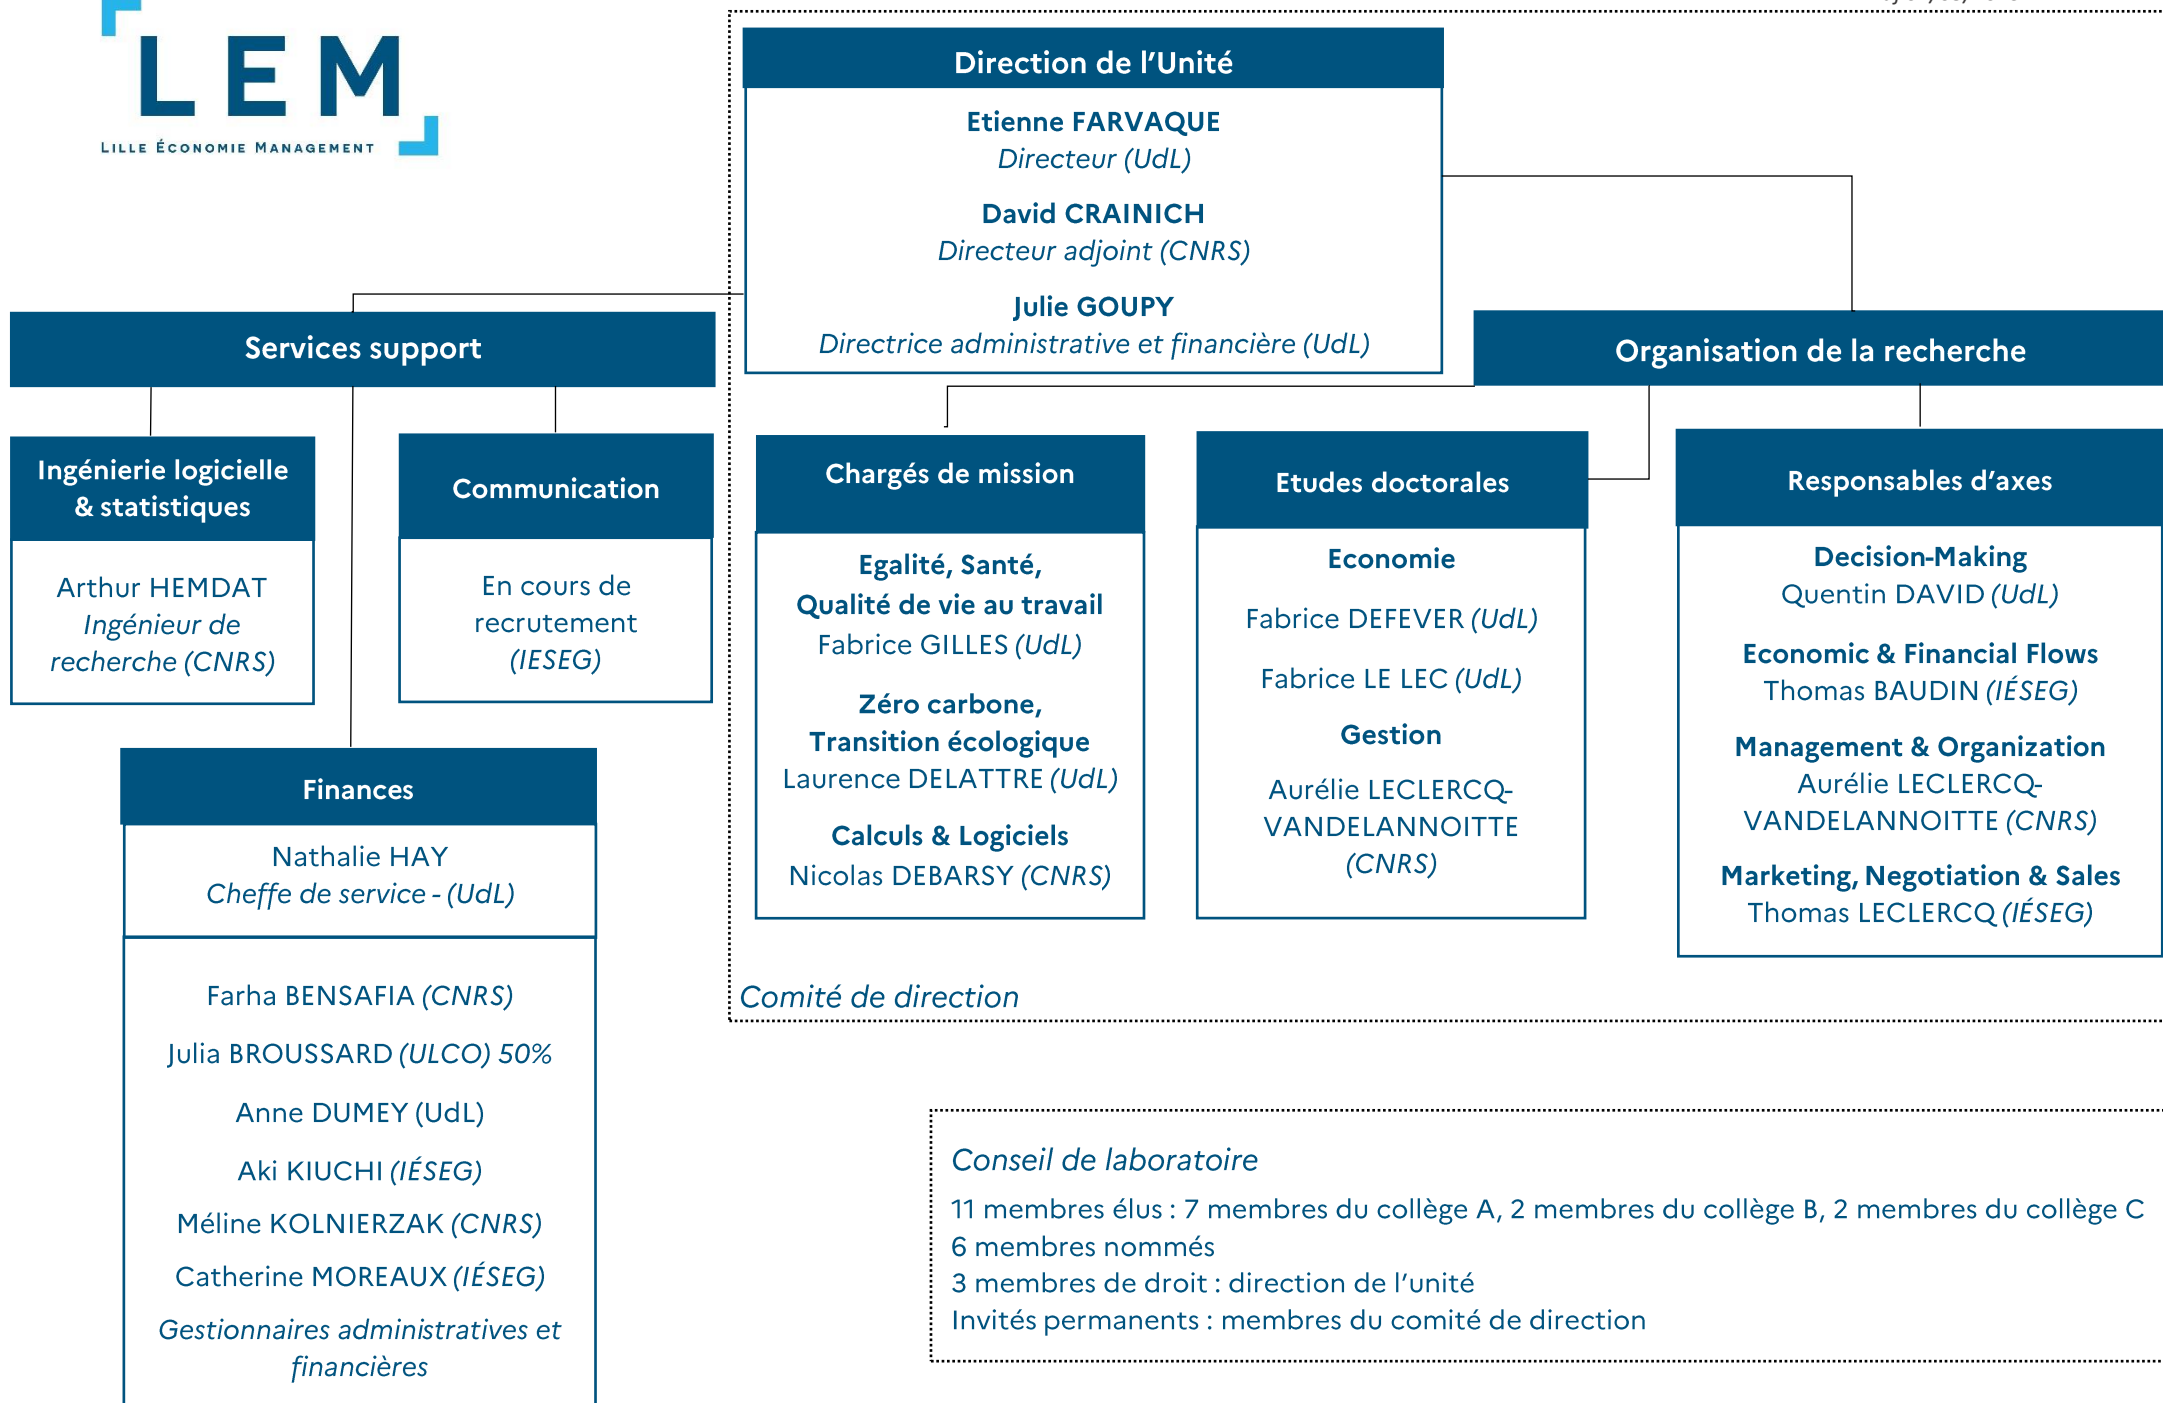 LEM
LILLE ÉCONOMIE MANAGEMENT
Direction de l'Unité
Etienne FARVAQUE
Directeur (UdL)
David CRAINICH
Directeur adjoint (CNRS)
Julie GOUPY
Directrice administrative et financière (UdL)
Services support
Organisation de la recherche
Ingénierie logicielle
& statistiques
Arthur HEMDAT
Ingénieur de
recherche (CNRS)
Communication
En cours de
recrutement
(IESEG)
Finances
Nathalie HAY
Cheffe de service - (UdL)
Farha BENSAFIA (CNRS)
Julia BROUSSARD (ULCO) 50%
Anne DUMEY (UdL)
Aki KIUCHI (IÉSEG)
Méline KOLNIERZAK (CNRS)
Catherine MOREAUX (IÉSEG)
Gestionnaires administratives et
financières
Chargés de mission
Egalité, Santé,
Qualité de vie au travail
Fabrice GILLES (UdL)
Zéro carbone,
Transition écologique
Laurence DELATTRE (UdL)
Calculs & Logiciels
Nicolas DEBARSY (CNRS)
Etudes doctorales
Economie
Fabrice DEFEVER (UdL)
Fabrice LE LEC (UdL)
Gestion
Aurélie LECLERCQ-
VANDELANNOITTE
(CNRS)
Responsables d'axes
Decision-Making
Quentin DAVID (UdL)
Economic & Financial Flows
Thomas BAUDIN (IÉSEG)
Management & Organization
Aurélie LECLERCQ-
VANDELANNOITTE (CNRS)
Marketing, Negotiation & Sales
Thomas LECLERCQ (IÉSEG)
Comité de direction
Conseil de laboratoire
11 membres élus : 7 membres du collège A, 2 membres du collège B, 2 membres du collège C
6 membres nommés
3 membres de droit : direction de l'unité
Invités permanents : membres du comité de direction